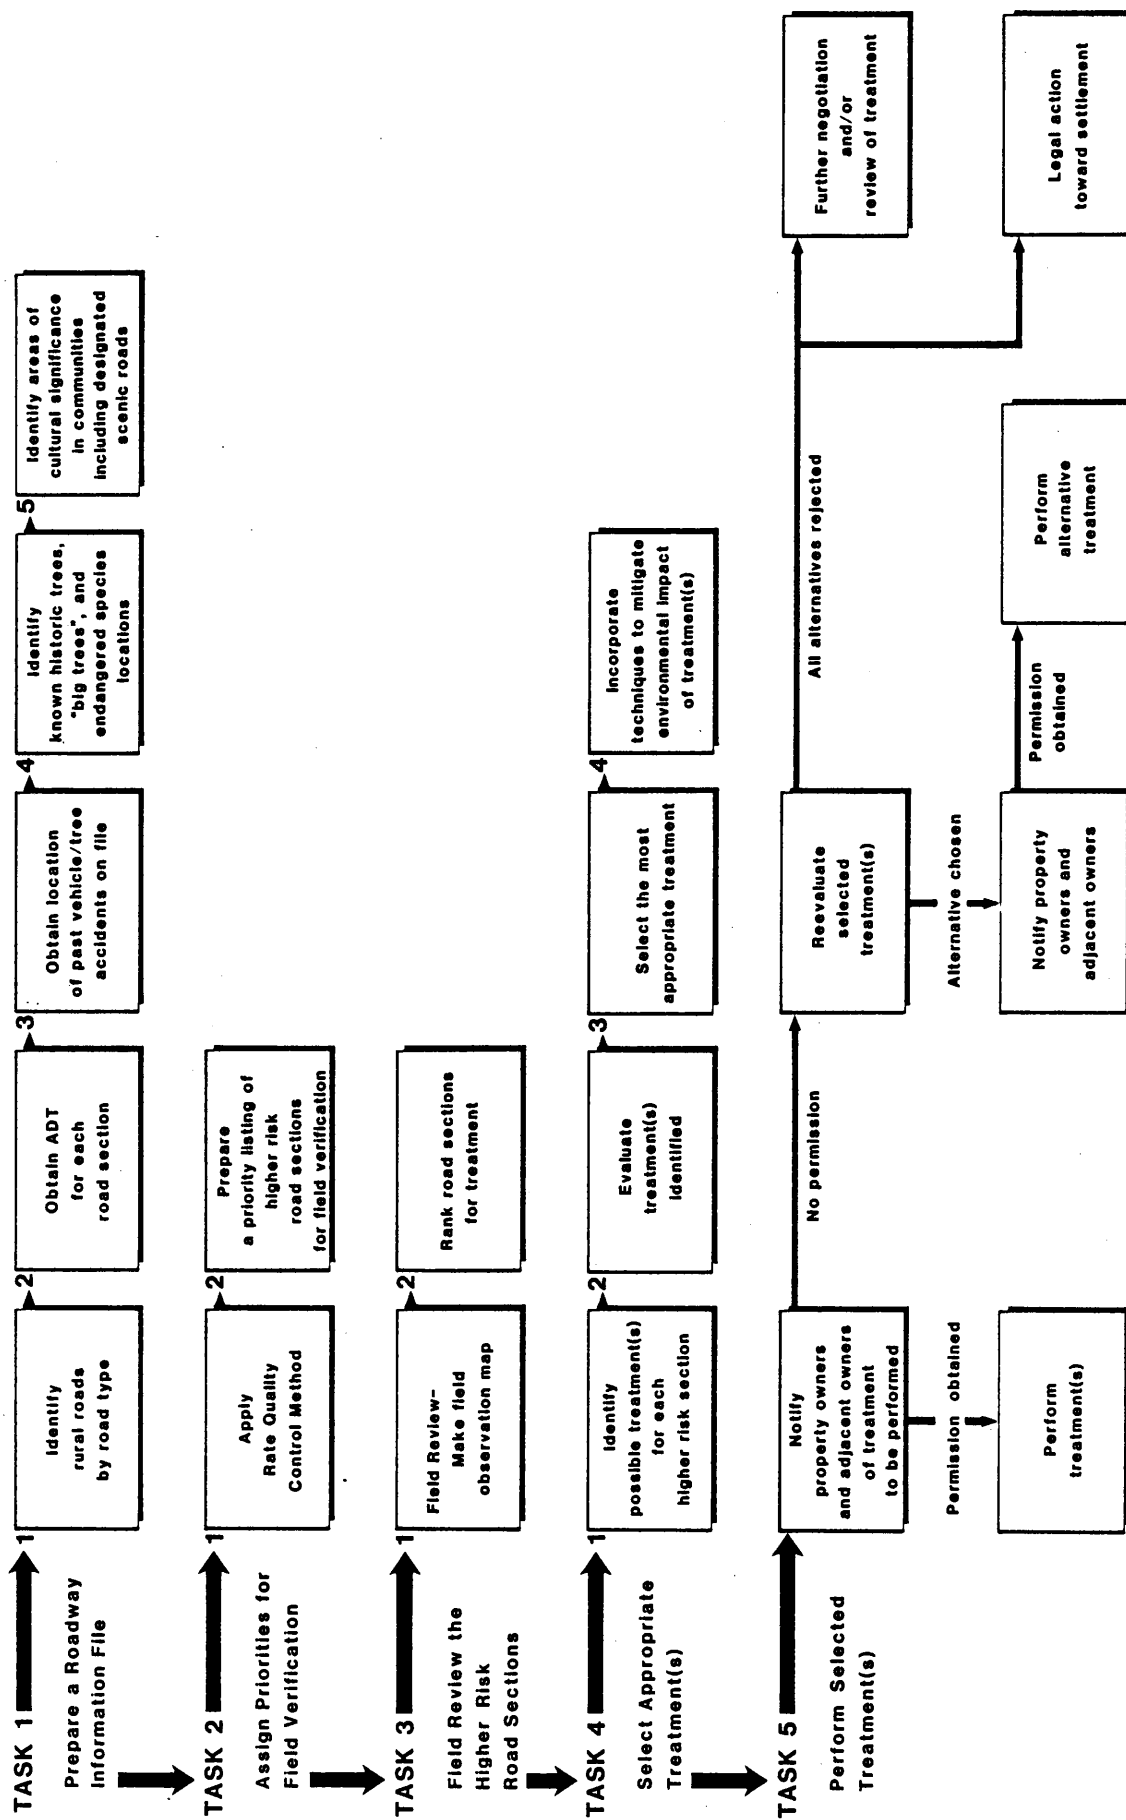 TASK 1
Prepare a Roadway
Information File
1
Identify
rural roads
by road type
2
Obtain ADT
for each
road section
3
Obtain location
of past vehicle/tree
accidents on file
4
Identify
known historic trees,
"big trees", and
endangered species
locations
5
Identify areas of
cultural significance
in communities
including designated
scenic roads
TASK 2
Assign Priorities for
Field Verification
1
Apply
Rate Quality
Control Method
2
Prepare
a priority listing of
higher risk
road sections
for field verification
TASK 3
Field Review the
Higher Risk
Road Sections
1
Field Review-
Make field
observation map
2
Rank road sections
for treatment
TASK 4
Select Appropriate
Treatment(s)
1
Identify
possible treatment(s)
for each
higher risk section
2
Evaluate
treatment(s)
identified
3
Select the most
appropriate treatment
4
Incorporate
techniques to mitigate
environmental impact
of treatment(s)
TASK 5
Perform Selected
Treatment(s)
Notify
property owners
and adjacent owners
of treatment
to be performed
No permission
Reevaluate
selected
treatment(s)
All alternatives rejected
Further negotiation
and/or
review of treatment
Permission obtained
Alternative chosen
Perform
treatment(s)
Notify property
owners and
adjacent owners
Permission
obtained
Perform
alternative
treatment
Legal action
toward settlement